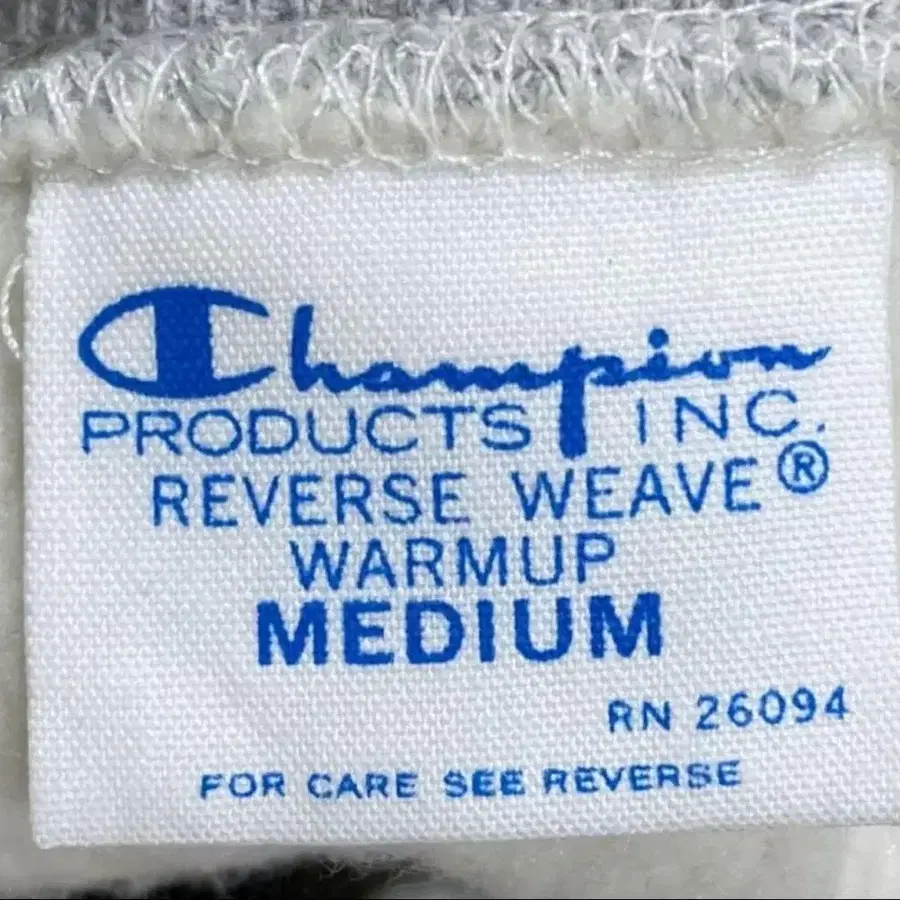 Champion
PRODUCTS INC.
REVERSE WEAVE®
WARMUP
MEDIUM
RN 26094
FOR CARE SEE REVERSE